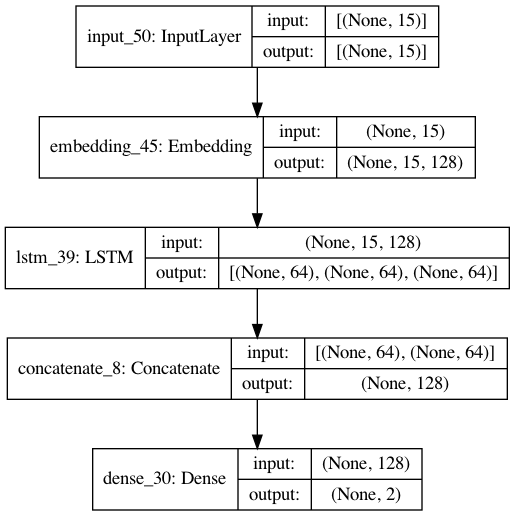 input_50: InputLayer
input:
[(None, 15)]
output:
[(None, 15)]
embedding_45: Embedding
input:
(None, 15)
output:
(None, 15, 128)
lstm_39: LSTM
input:
(None, 15, 128)
output:
[(None, 64), (None, 64), (None, 64)]
concatenate_8: Concatenate
input:
[(None, 64), (None, 64)]
output:
(None, 128)
dense_30: Dense
input:
(None, 128)
output:
(None, 2)